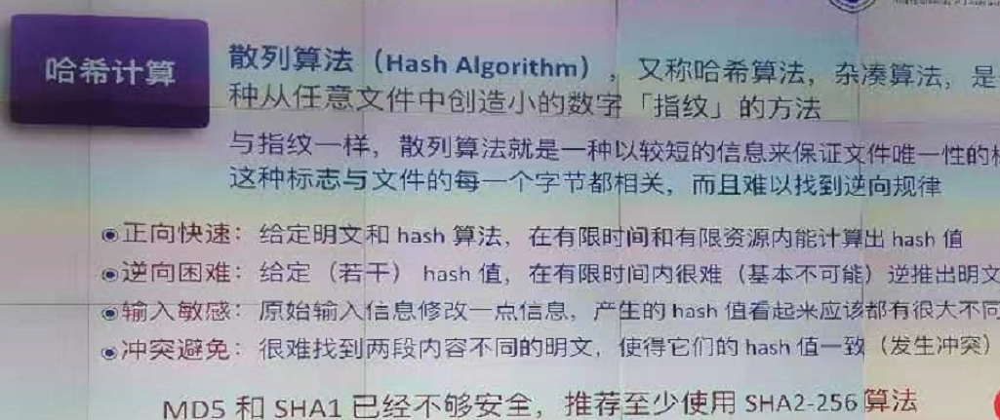 哈希计算
散列算法（Hash Algorithm），又称哈希算法，杂凑算法，是
种从任意文件中创造小的数字「指纹」的方法
与指纹一样，散列算法就是一种以较短的信息来保证文件唯一性的
这种标志与文件的每一个字节都相关，而且难以找到逆向规律
◉正向快速：给定明文和 hash 算法，在有限时间和有限资源内能计算出 hash 值
◉逆向困难：给定（若干） hash 值，在有限时间内很难（基本不可能）逆推出明文
◉输入敏感：原始输入信息修改一点信息，产生的 hash 值看起来应该都有很大不同
◉冲突避免：很难找到两段内容不同的明文，使得它们的 hash 值一致（发生冲突）
MD5 和 SHA1 已经不够安全，推荐至少使用 SHA2-256 算法